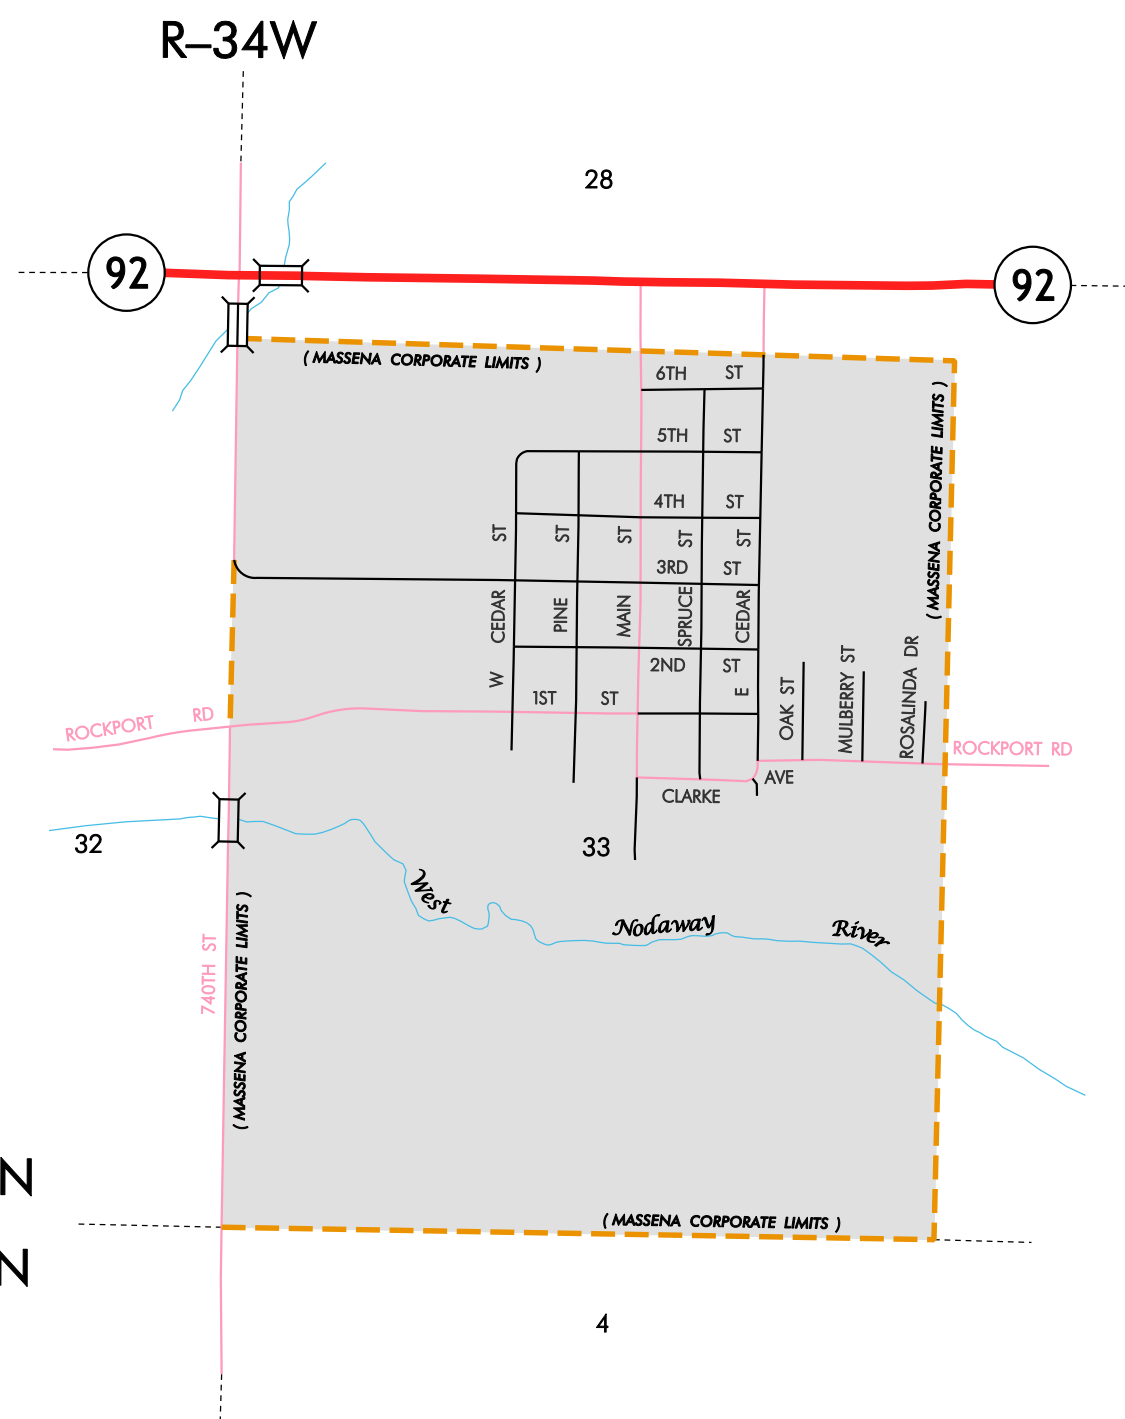 R–34W
28
92
92
( MASSENA CORPORATE LIMITS )
6TH ST
( MASSENA CORPORATE LIMITS )
5TH ST
4TH ST
W CEDAR ST
PINE ST
MAIN ST
SPRUCE ST
E CEDAR ST
3RD ST
2ND ST
1ST ST
OAK ST
MULBERRY ST
ROSALINDA DR
ROCKPORT RD
ROCKPORT RD
CLARKE AVE
32
33
West Nodaway River
740TH ST
( MASSENA CORPORATE LIMITS )
N
( MASSENA CORPORATE LIMITS )
N
4